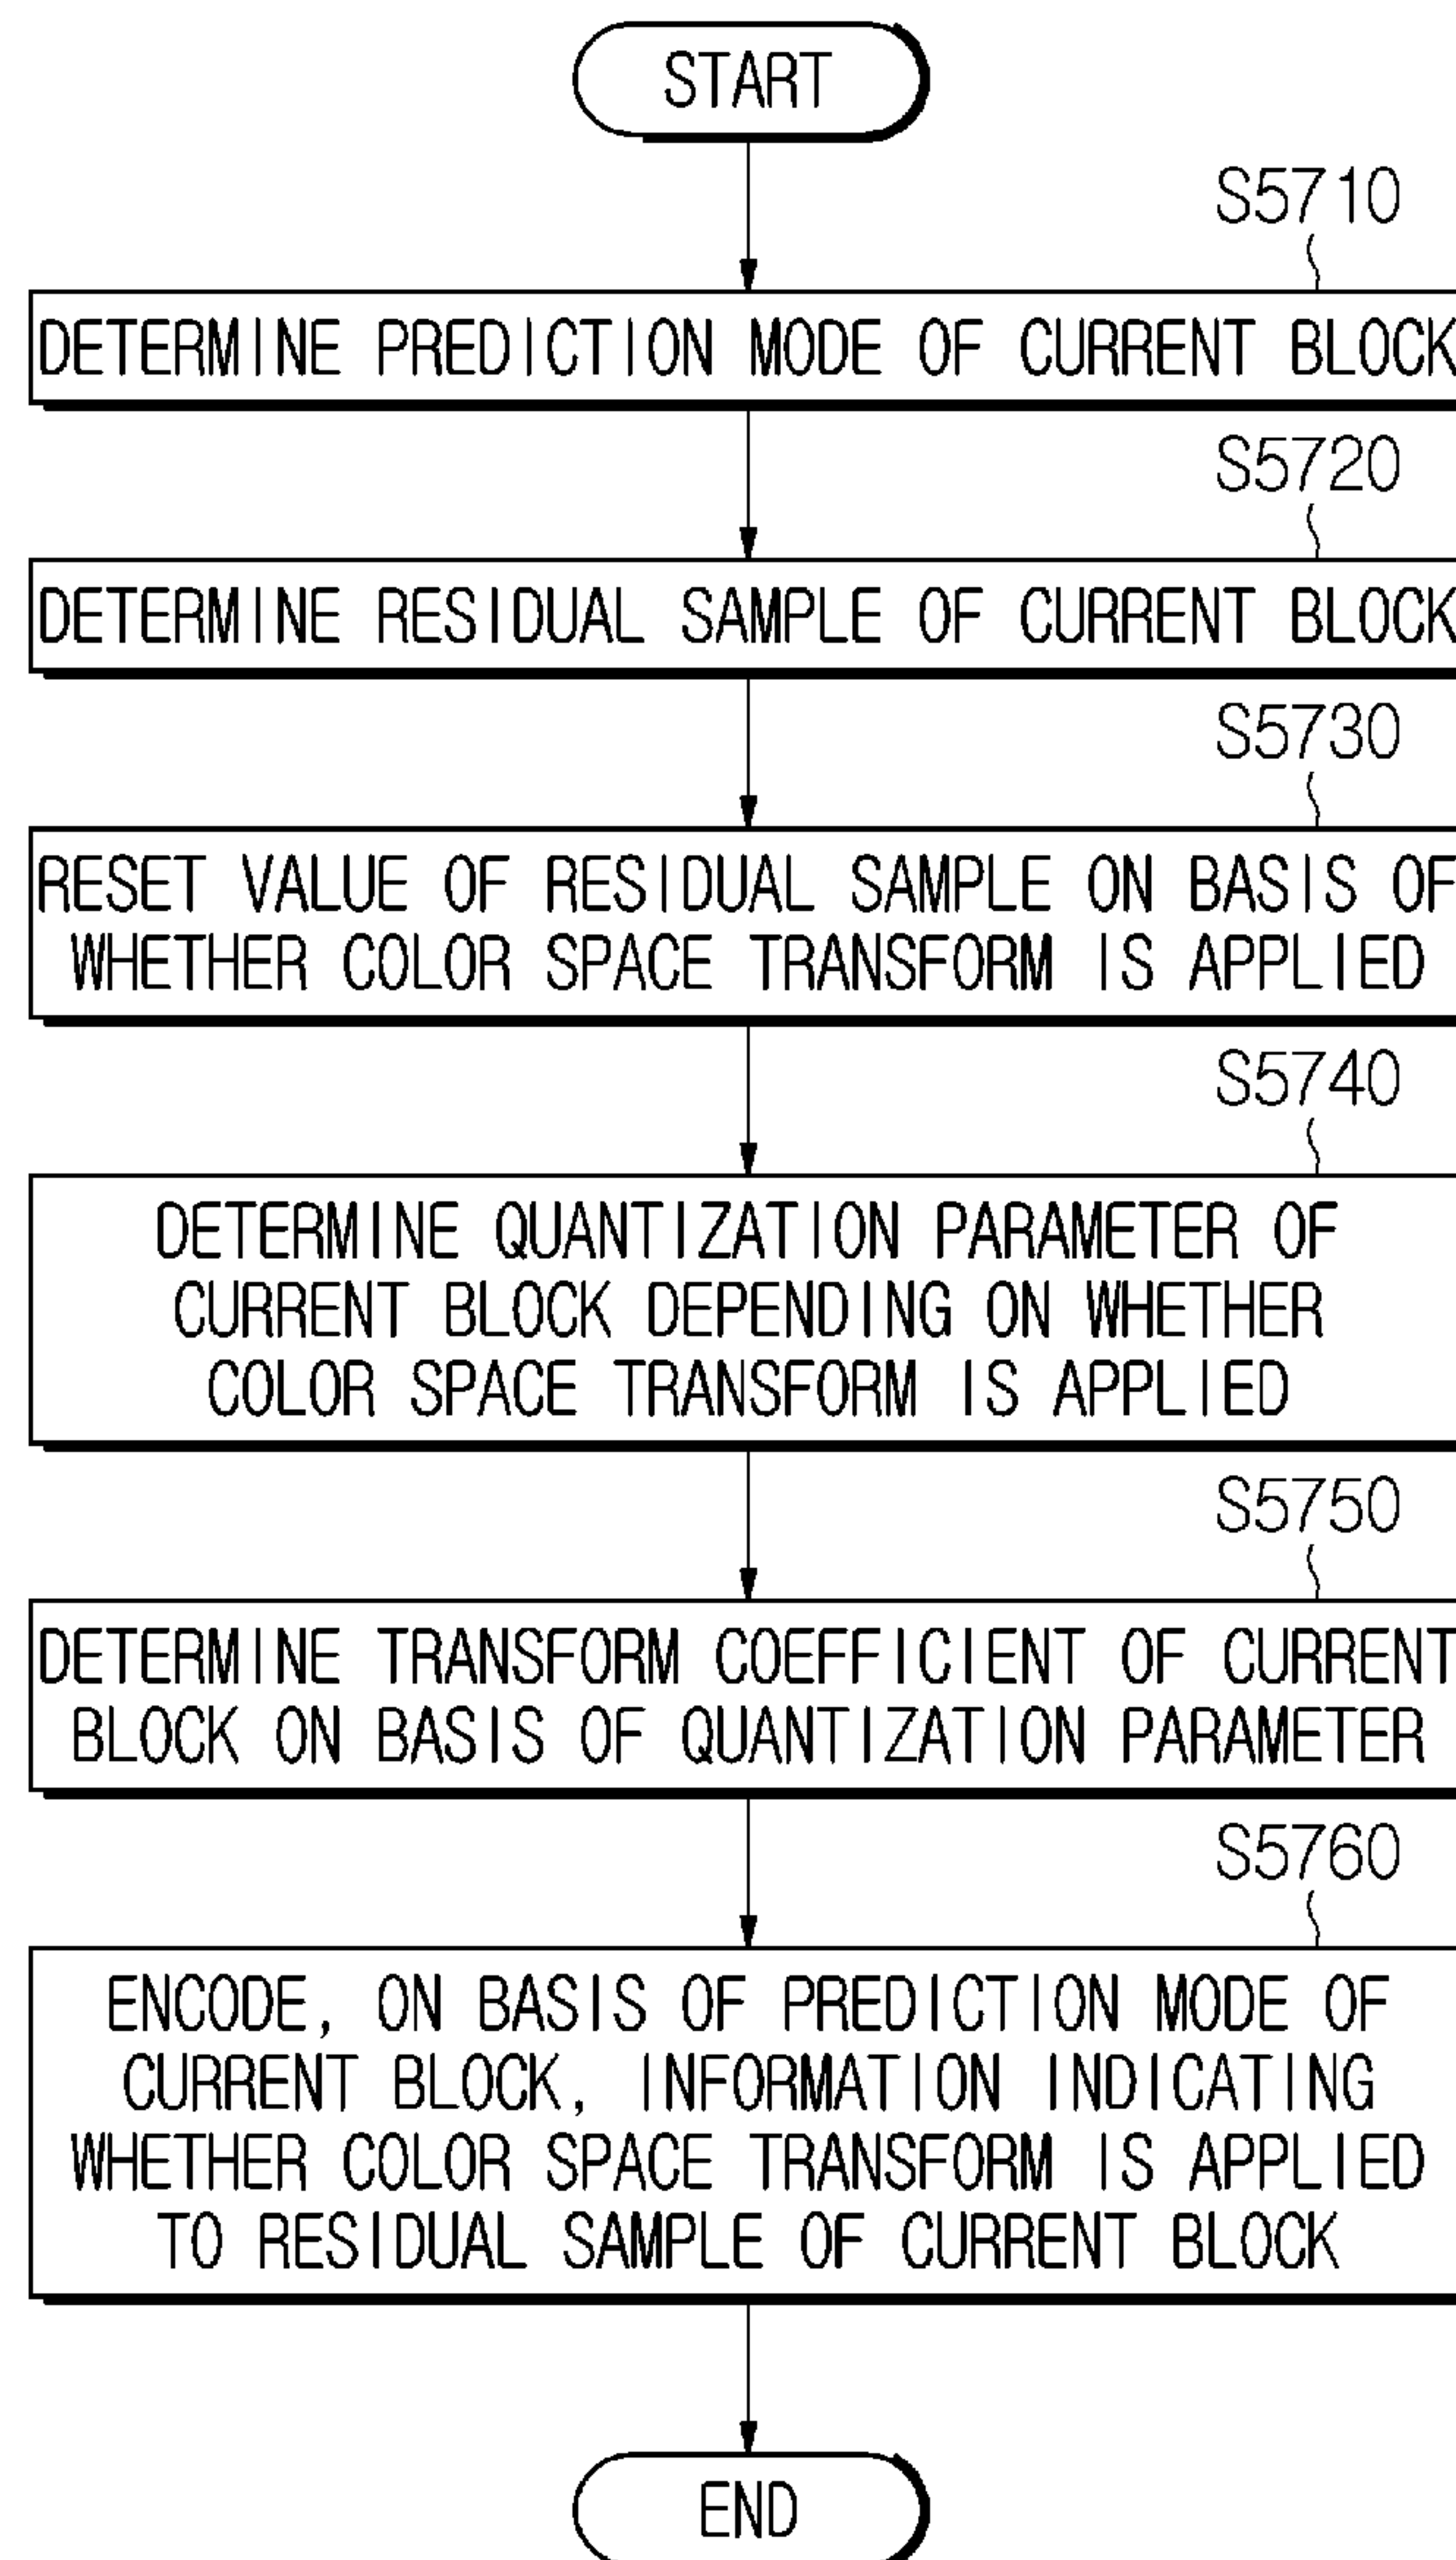 START
S5710
DETERMINE PREDICTION MODE OF CURRENT BLOCK
S5720
DETERMINE RESIDUAL SAMPLE OF CURRENT BLOCK
S5730
RESET VALUE OF RESIDUAL SAMPLE ON BASIS OF
WHETHER COLOR SPACE TRANSFORM IS APPLIED
S5740
DETERMINE QUANTIZATION PARAMETER OF
CURRENT BLOCK DEPENDING ON WHETHER
COLOR SPACE TRANSFORM IS APPLIED
S5750
DETERMINE TRANSFORM COEFFICIENT OF CURRENT
BLOCK ON BASIS OF QUANTIZATION PARAMETER
S5760
ENCODE, ON BASIS OF PREDICTION MODE OF
CURRENT BLOCK, INFORMATION INDICATING
WHETHER COLOR SPACE TRANSFORM IS APPLIED
TO RESIDUAL SAMPLE OF CURRENT BLOCK
END